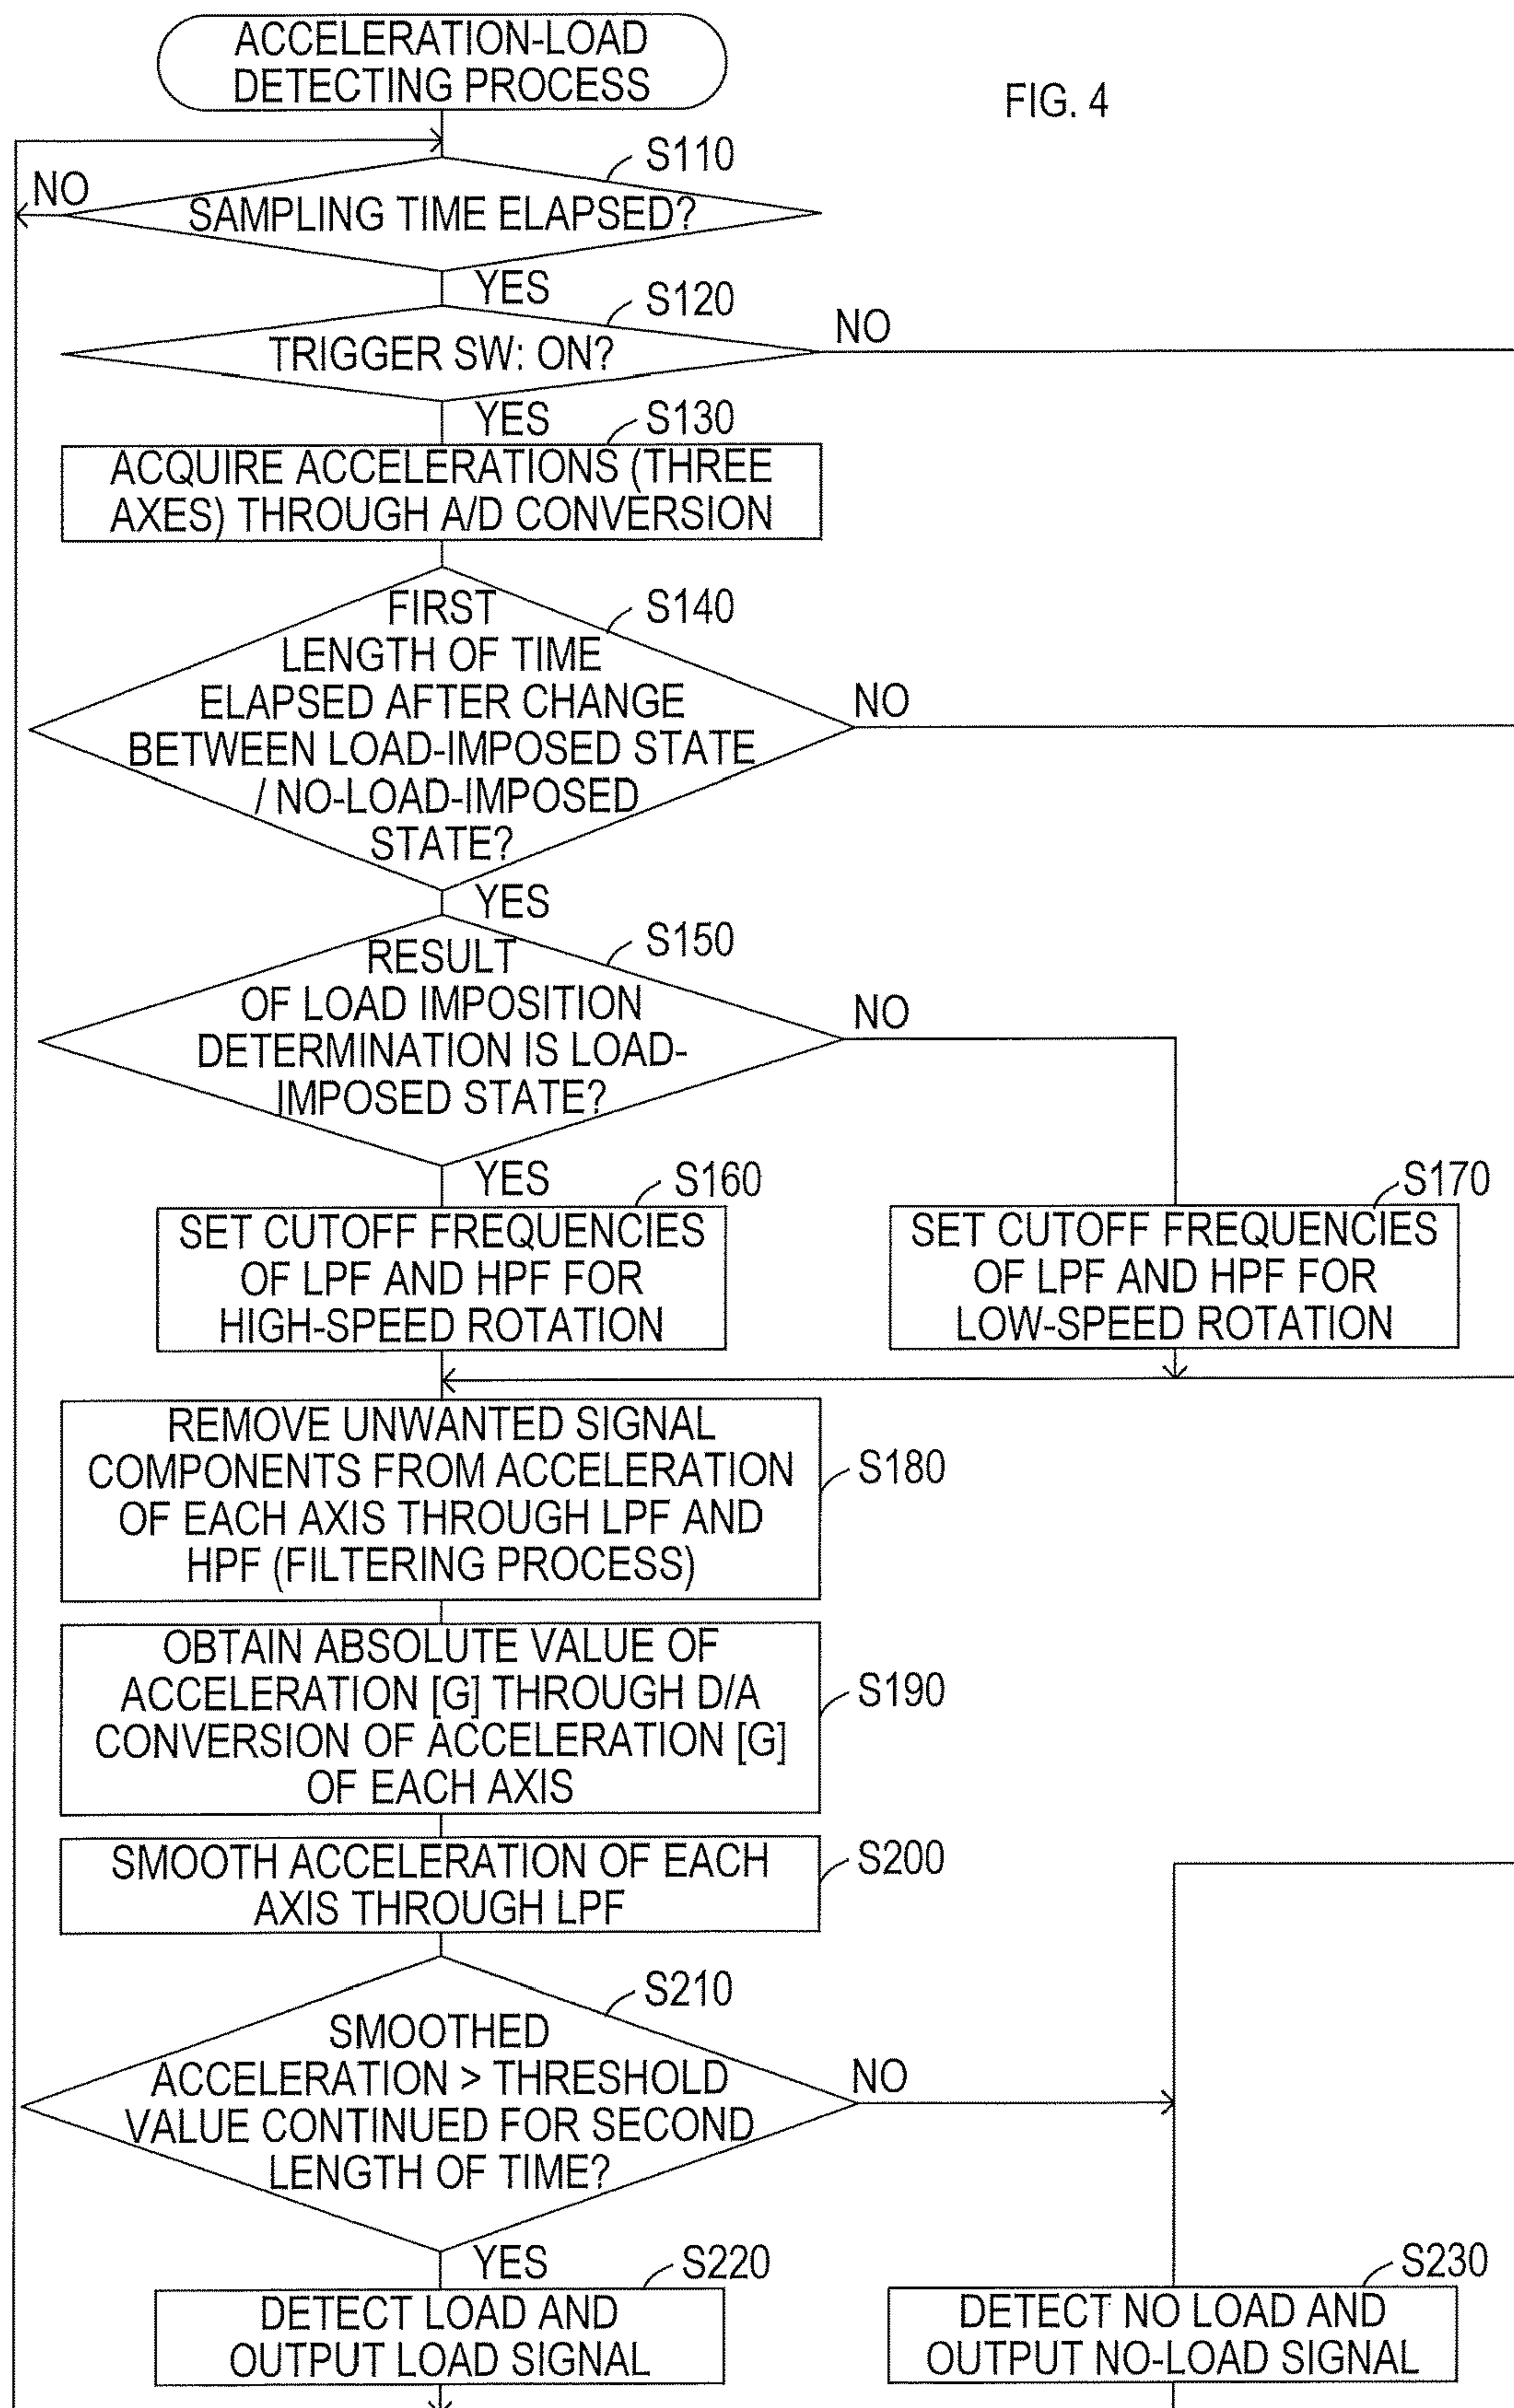 ACCELERATION-LOAD
DETECTING PROCESS
FIG. 4
S110
NO
SAMPLING TIME ELAPSED?
YES
S120
NO
TRIGGER SW: ON?
YES
S130
ACQUIRE ACCELERATIONS (THREE
AXES) THROUGH A/D CONVERSION
S140
FIRST
LENGTH OF TIME
ELAPSED AFTER CHANGE
BETWEEN LOAD-IMPOSED STATE
/ NO-LOAD-IMPOSED
STATE?
NO
YES
S150
RESULT
OF LOAD IMPOSITION
DETERMINATION IS LOAD-
IMPOSED STATE?
NO
YES
S160
SET CUTOFF FREQUENCIES
OF LPF AND HPF FOR
HIGH-SPEED ROTATION
S170
SET CUTOFF FREQUENCIES
OF LPF AND HPF FOR
LOW-SPEED ROTATION
REMOVE UNWANTED SIGNAL
COMPONENTS FROM ACCELERATION
OF EACH AXIS THROUGH LPF AND
HPF (FILTERING PROCESS)
S180
OBTAIN ABSOLUTE VALUE OF
ACCELERATION [G] THROUGH D/A
CONVERSION OF ACCELERATION [G]
OF EACH AXIS
S190
SMOOTH ACCELERATION OF EACH
AXIS THROUGH LPF
S200
S210
SMOOTHED
ACCELERATION > THRESHOLD
VALUE CONTINUED FOR SECOND
LENGTH OF TIME?
NO
YES
S220
DETECT LOAD AND
OUTPUT LOAD SIGNAL
S230
DETECT NO LOAD AND
OUTPUT NO-LOAD SIGNAL